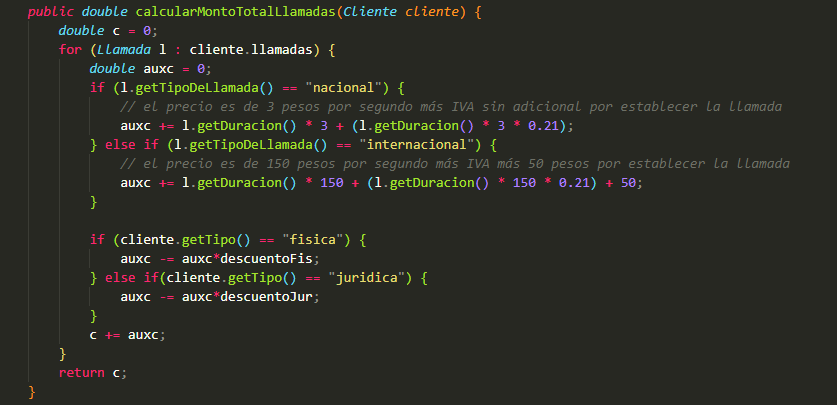 public double calcularMontoTotalLlamadas(Cliente cliente) {
double c = 0;
for (Llamada l : cliente.llamadas) {
double auxc = 0;
if (l.getTipoDeLlamada() == "nacional") {
// el precio es de 3 pesos por segundo más IVA sin adicional por establecer la llamada
auxc += l.getDuracion() * 3 + (l.getDuracion() * 3 * 0.21);
} else if (l.getTipoDeLlamada() == "internacional") {
// el precio es de 150 pesos por segundo más IVA más 50 pesos por establecer la llamada
auxc += l.getDuracion() * 150 + (l.getDuracion() * 150 * 0.21) + 50;
}
if (cliente.getTipo() == "fisica") {
auxc -= auxc*descuentoFis;
} else if(cliente.getTipo() == "juridica") {
auxc -= auxc*descuentoJur;
}
c += auxc;
}
return c;
}